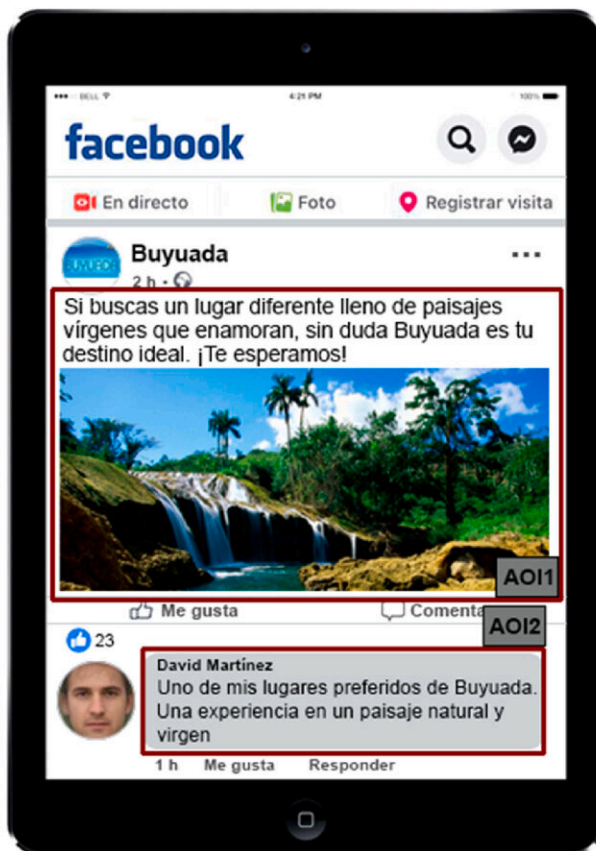 BELL 4:21 PM 100%
facebook
En directo Foto Registrar visita
Buyuada
2 h ·
Si buscas un lugar diferente lleno de paisajes
vírgenes que enamoran, sin duda Buyuada es tu
destino ideal. ¡Te esperamos!
AOI1
Me gusta Comenta
AOI2
23
David Martínez
Uno de mis lugares preferidos de Buyuada.
Una experiencia en un paisaje natural y
virgen
1 h Me gusta Responder